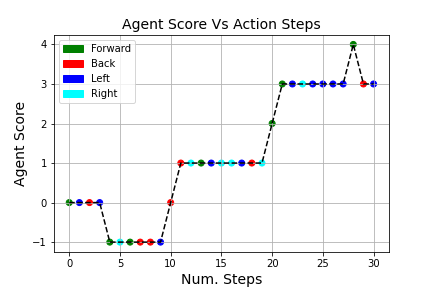 Agent Score Vs Action Steps
4
3
2
1
0
−1
Agent Score
Forward
Back
Left
Right
0 5 10 15 20 25 30
Num. Steps